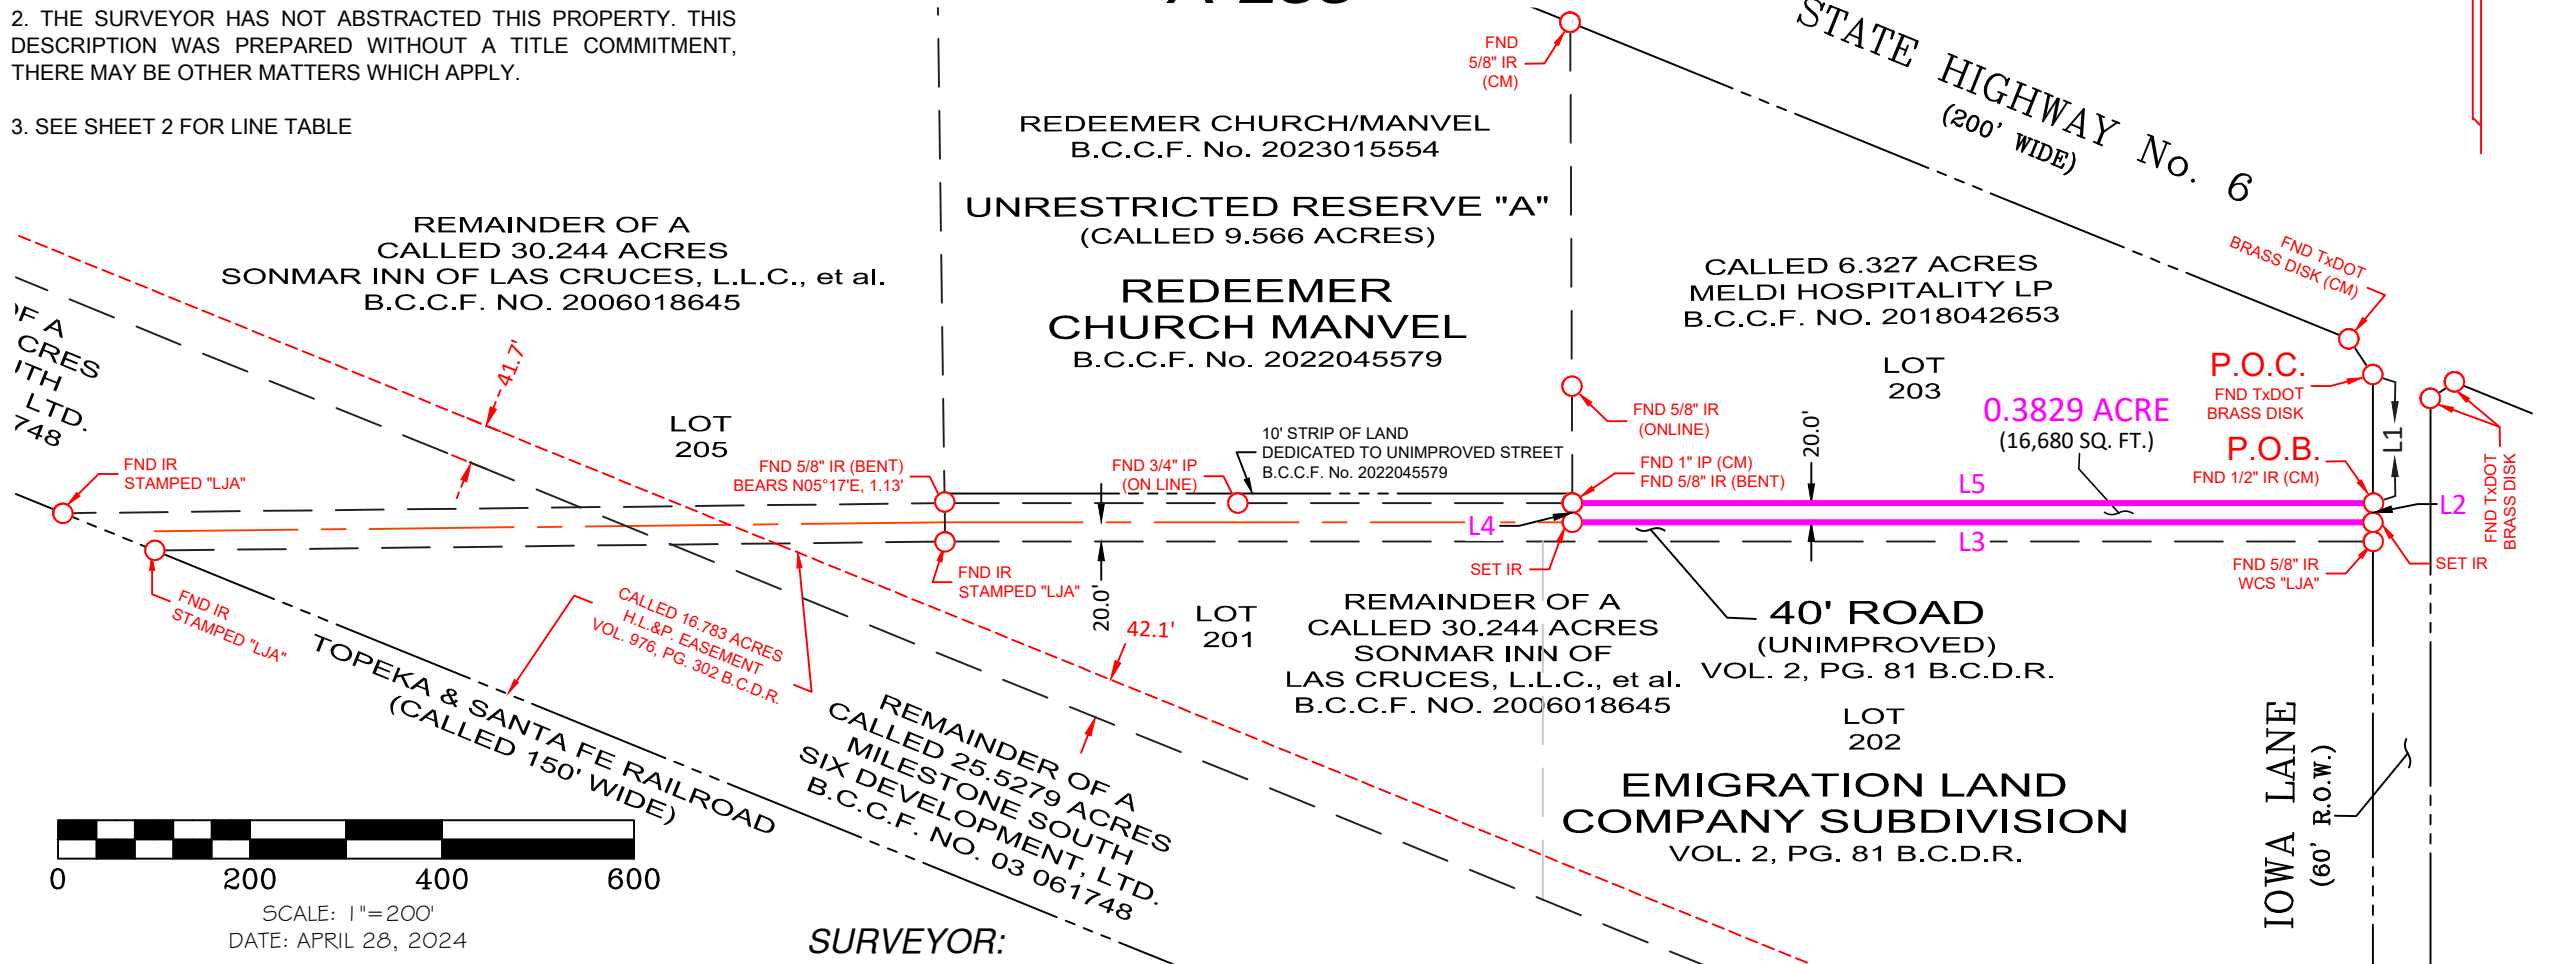 2. THE SURVEYOR HAS NOT ABSTRACTED THIS PROPERTY. THIS
DESCRIPTION WAS PREPARED WITHOUT A TITLE COMMITMENT,
THERE MAY BE OTHER MATTERS WHICH APPLY.
3. SEE SHEET 2 FOR LINE TABLE
FND
5/8" IR
(CM)
STATE HIGHWAY No. 6
(200' WIDE)
REDEEMER CHURCH/MANVEL
B.C.C.F. No. 2023015554
UNRESTRICTED RESERVE "A"
(CALLED 9.566 ACRES)
REDEEMER
CHURCH MANVEL
B.C.C.F. No. 2022045579
REMAINDER OF A
CALLED 30.244 ACRES
SONMAR INN OF LAS CRUCES, L.L.C., et al.
B.C.C.F. NO. 2006018645
OF A
CRES
LTD.
748
41.7'
LOT
205
CALLED 6.327 ACRES
MELDI HOSPITALITY LP
B.C.C.F. NO. 2018042653
LOT
203
FND TxDOT
BRASS DISK (CM)
P.O.C.
FND TxDOT
BRASS DISK
0.3829 ACRE
(16,680 SQ. FT.)
P.O.B.
FND 1/2" IR (CM)
L1
L2
FND TxDOT
BRASS DISK
FND IR
STAMPED "LJA"
FND 5/8" IR (BENT)
BEARS N05°17'E, 1.13'
FND 3/4" IP
(ON LINE)
10' STRIP OF LAND
DEDICATED TO UNIMPROVED STREET
B.C.C.F. No. 2022045579
FND 5/8" IR
(ONLINE)
FND 1" IP (CM)
FND 5/8" IR (BENT)
20.0'
L5
L4
L3
SET IR
FND 5/8" IR
WCS "LJA"
SET IR
FND IR
STAMPED "LJA"
FND IR
STAMPED "LJA"
20.0'
42.1'
LOT
201
CALLED 16.783 ACRES
H.L.&P. EASEMENT
VOL. 976, PG. 302 B.C.D.R.
TOPEKA & SANTA FE RAILROAD
(CALLED 150' WIDE)
REMAINDER OF A
CALLED 25.5279 ACRES
MILESTONE SOUTH
SIX DEVELOPMENT, LTD.
B.C.C.F. NO. 03 061748
REMAINDER OF A
CALLED 30.244 ACRES
SONMAR INN OF
LAS CRUCES, L.L.C., et al.
B.C.C.F. NO. 2006018645
40' ROAD
(UNIMPROVED)
VOL. 2, PG. 81 B.C.D.R.
LOT
202
EMIGRATION LAND
COMPANY SUBDIVISION
VOL. 2, PG. 81 B.C.D.R.
IOWA LANE
(60' R.O.W.)
0 200 400 600
SCALE: 1"=200'
DATE: APRIL 28, 2024
SURVEYOR: